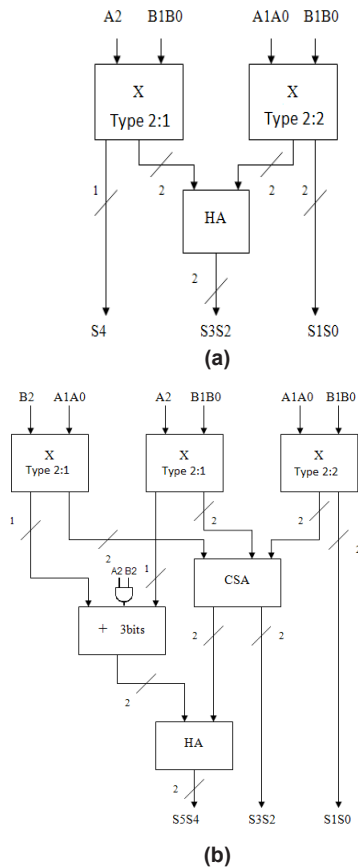 A2 B1B0 A1A0 B1B0
X X
Type 2:1 Type 2:2
1 2 2 2
HA
2
S4 S3S2 S1S0
(a)
B2 A1A0 A2 B1B0 A1A0 B1B0
X X X
Type 2:1 Type 2:1 Type 2:2
1 2 2 2 2
A2 B2 1
CSA
+ 3bits
2 2 2
HA
2
S5S4 S3S2 S1S0
(b)